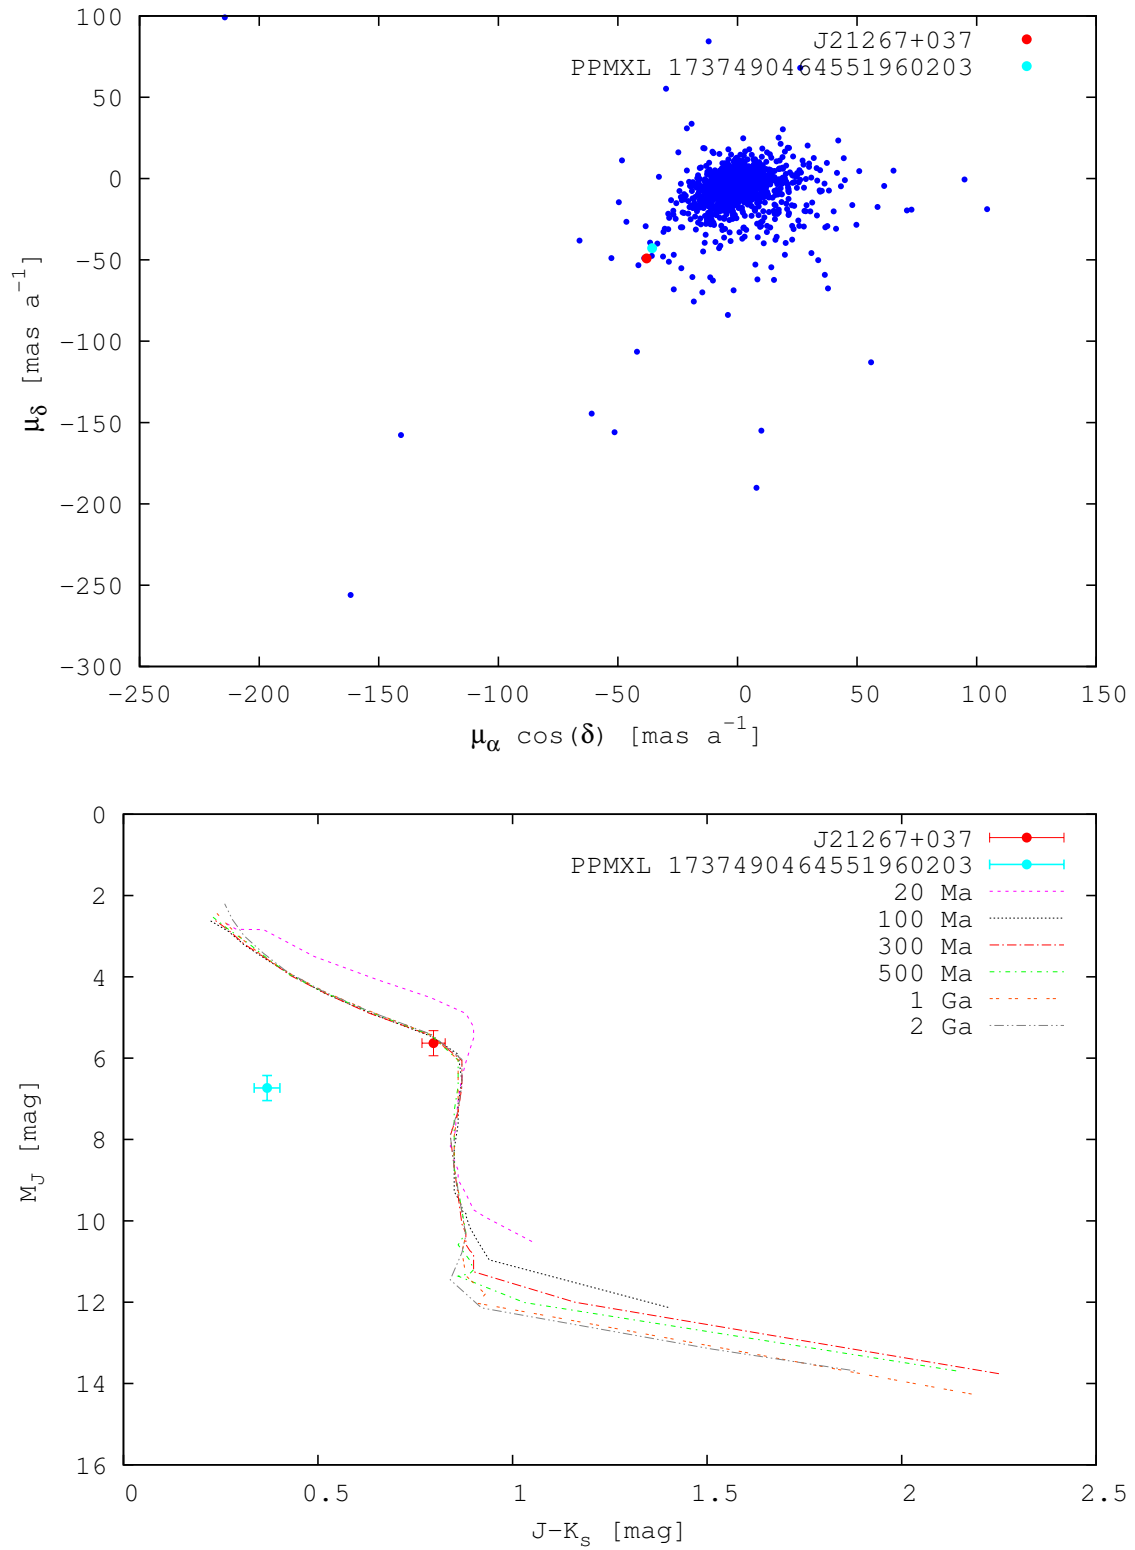 100
50
0
−50
−100
−150
−200
−250
−300
μδ [mas a−1]
J21267+037
PPMXL 1737490464551960203
−250 −200 −150 −100 −50 0 50 100 150
μα cos(δ) [mas a−1]
0
2
4
6
8
10
12
14
16
MJ [mag]
J21267+037
PPMXL 1737490464551960203
20 Ma
100 Ma
300 Ma
500 Ma
1 Ga
2 Ga
0 0.5 1 1.5 2 2.5
J−Ks [mag]